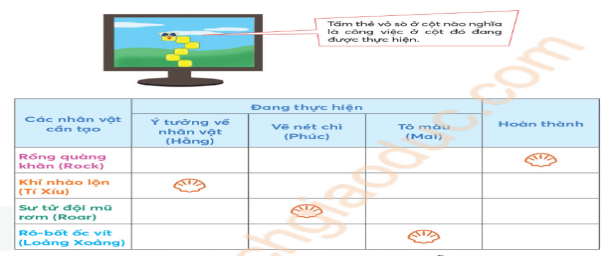 Tấm thẻ vỏ sò ở cột nào nghĩa
là công việc ở cột đó đang
được thực hiện.
Các nhân vật
cần tạo
Đang thực hiện
Ý tưởng về
nhân vật
(Hằng)
Vẽ nét chì
(Phúc)
Tô màu
(Mai)
Hoàn thành
Rồng quàng
khăn (Rock)
Khỉ nhào lộn
(Tí Xíu)
Sư tử đội mũ
rơm (Roar)
Rô-bốt ốc vít
(Loảng Xoảng)
chgiaoduc.com